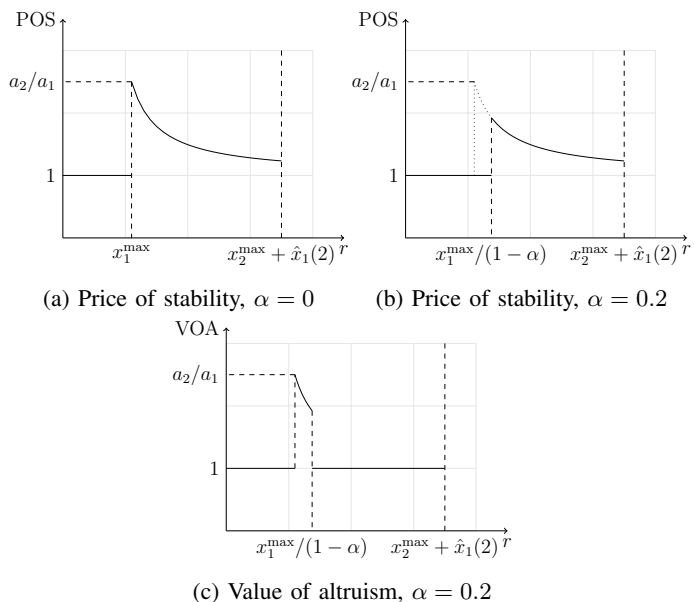 POS
POS
a₂/a₁
a₂/a₁
1
1
x₁ᵐᵃˣ
x₂ᵐᵃˣ + x̂₁(2)
r
x₁ᵐᵃˣ/(1 − α)
x₂ᵐᵃˣ + x̂₁(2)
r
(a) Price of stability, α = 0
(b) Price of stability, α = 0.2
VOA
a₂/a₁
1
x₁ᵐᵃˣ/(1 − α)
x₂ᵐᵃˣ + x̂₁(2)
r
(c) Value of altruism, α = 0.2